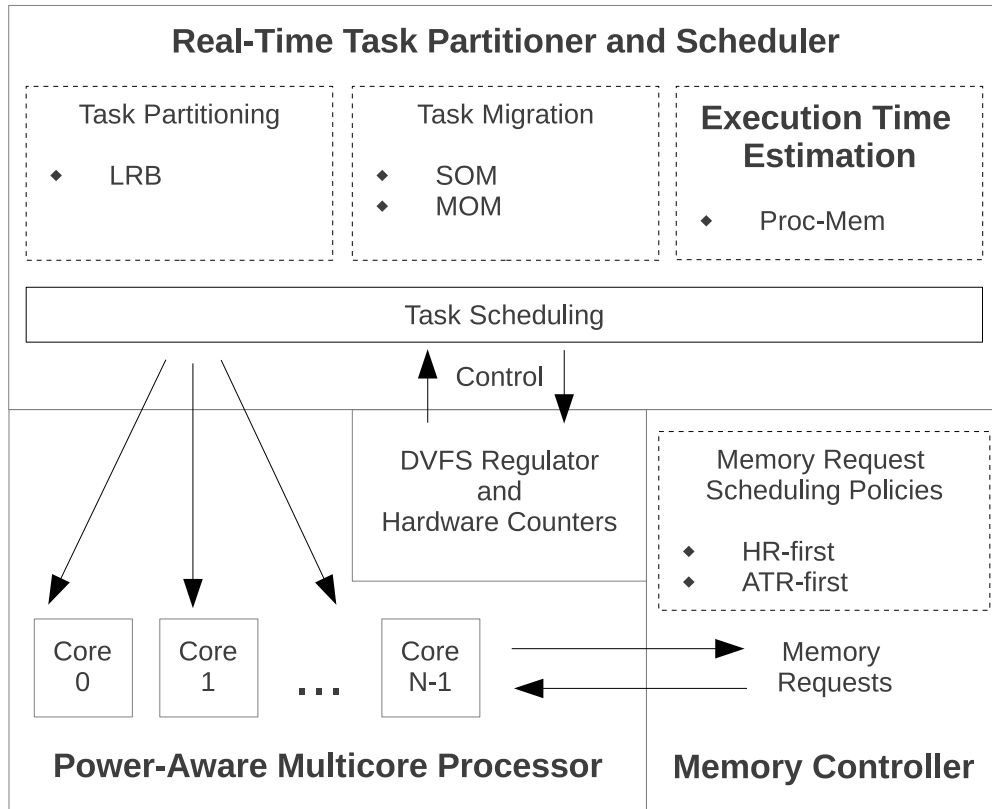 Real-Time Task Partitioner and Scheduler
Task Partitioning
◆ LRB
Task Migration
◆ SOM
◆ MOM
Execution Time
Estimation
◆ Proc-Mem
Task Scheduling
Control
DVFS Regulator
and
Hardware Counters
Memory Request
Scheduling Policies
◆ HR-first
◆ ATR-first
Core
0
Core
1
...
Core
N-1
Memory
Requests
Power-Aware Multicore Processor
Memory Controller